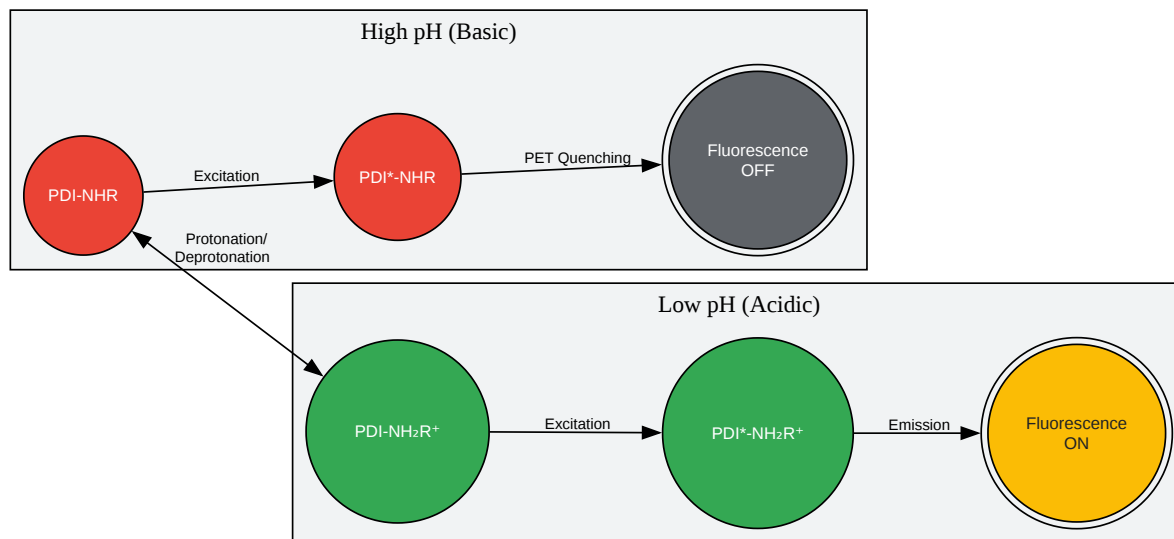 High pH (Basic)
PDI-NHR
Excitation
PDI*-NHR
PET Quenching
Fluorescence
OFF
Protonation/
Deprotonation
Low pH (Acidic)
PDI-NH₂R⁺
Excitation
PDI*-NH₂R⁺
Emission
Fluorescence
ON